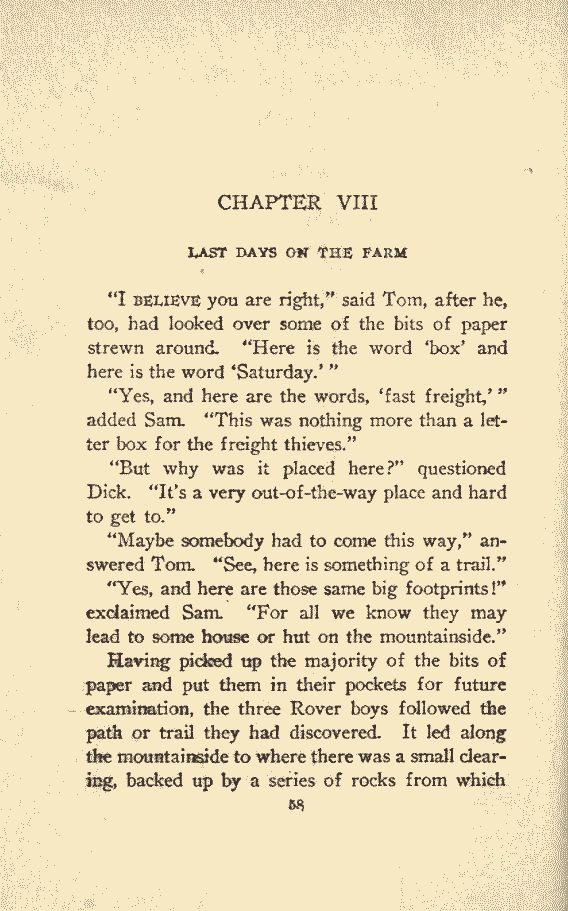 CHAPTER VIII
LAST DAYS ON THE FARM
"I BELIEVE you are right," said Tom, after he,
too, had looked over some of the bits of paper
strewn around. "Here is the word 'box' and
here is the word 'Saturday.'"
"Yes, and here are the words, 'fast freight,'"
added Sam. "This was nothing more than a let-
ter box for the freight thieves."
"But why was it placed here?" questioned
Dick. "It's a very out-of-the-way place and hard
to get to."
"Maybe somebody had to come this way," an-
swered Tom. "See, here is something of a trail."
"Yes, and here are those same big footprints!"
exclaimed Sam. "For all we know they may
lead to some house or hut on the mountainside."
Having picked up the majority of the bits of
paper and put them in their pockets for future
examination, the three Rover boys followed the
path or trail they had discovered. It led along
the mountainside to where there was a small clear-
ing, backed up by a series of rocks from which
58